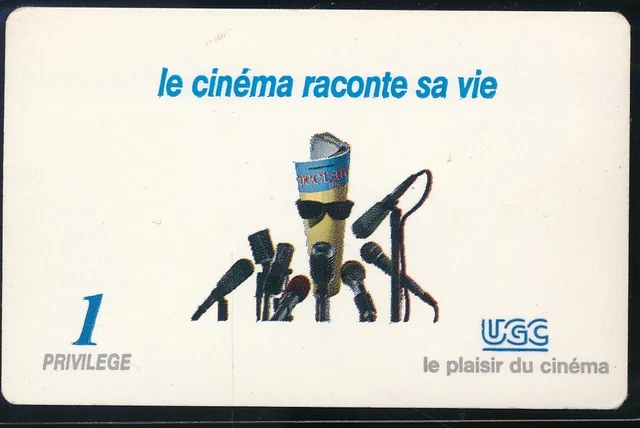 le cinéma raconte sa vie
1
PRIVILEGE
UGC
le plaisir du cinéma